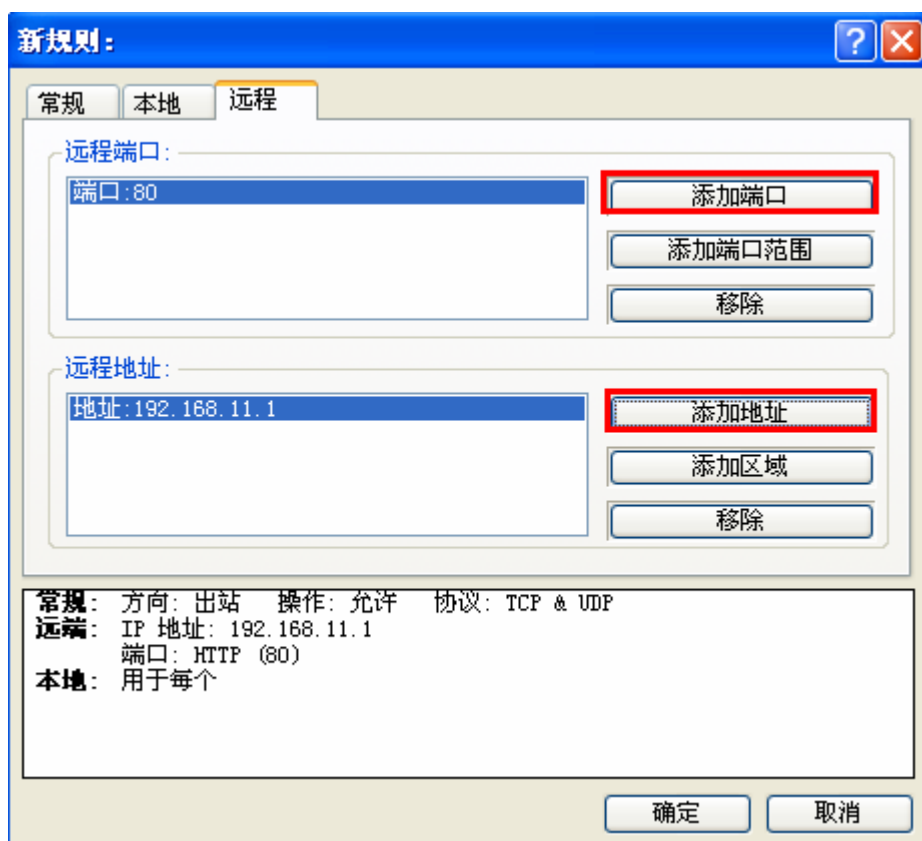 新规则:
常规 本地 远程
远程端口:
端口:80
添加端口
添加端口范围
移除
远程地址:
地址:192.168.11.1
添加地址
添加区域
移除
常规: 方向: 出站 操作: 允许 协议: TCP & UDP
远端: IP 地址: 192.168.11.1
端口: HTTP (80)
本地: 用于每个
确定 取消